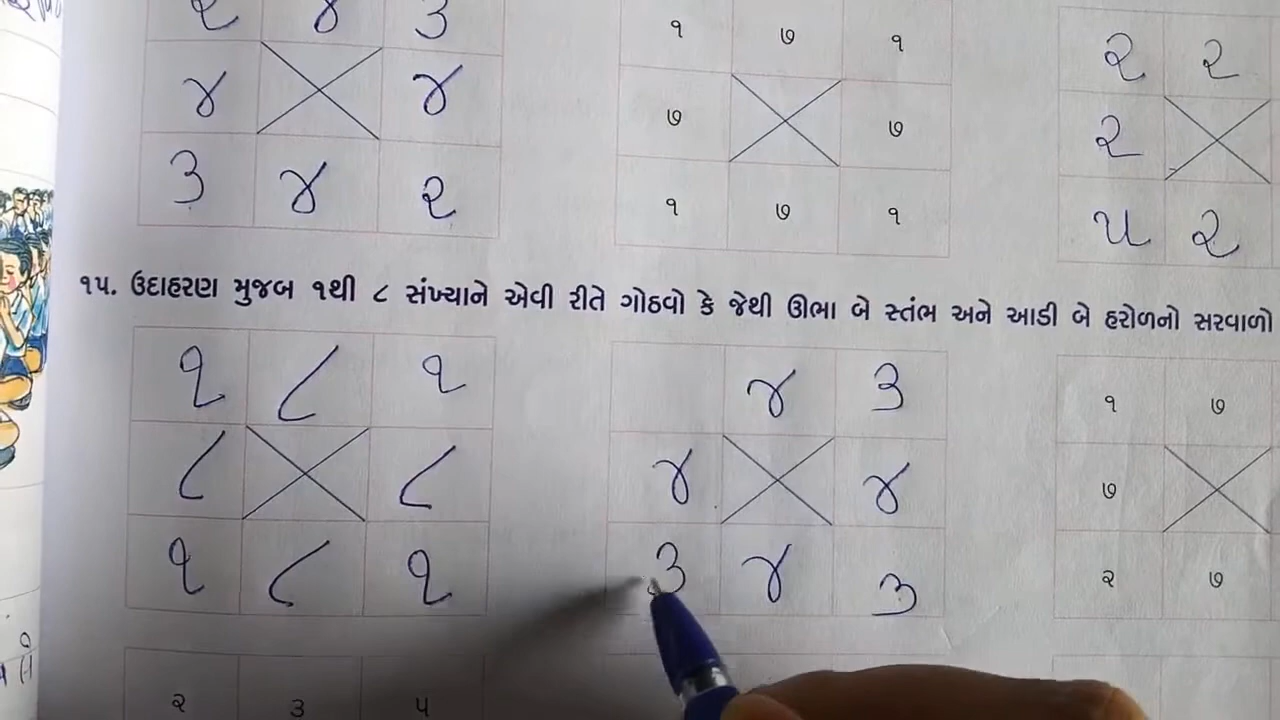 ૨ ૪ ૩ ૧ ૭ ૧ ૨ ૨
૪ ૪ ૭ ૭ ૨
૩ ૪ ૨ ૧ ૭ ૧ ૫ ૨
૧૫. ઉદાહરણ મુજબ ૧થી ૮ સંખ્યાને એવી રીતે ગોઠવો કે જેથી ઊભા બે સ્તંભ અને આડી બે હરોળનો સરવાળો
૧ ૮ ૧ ૪ ૩ ૧ ૭
૮ ૮ ૪ ૪ ૭
૧ ૮ ૧ ૩ ૪ ૩ ૨ ૭
૨ ૩ ૫